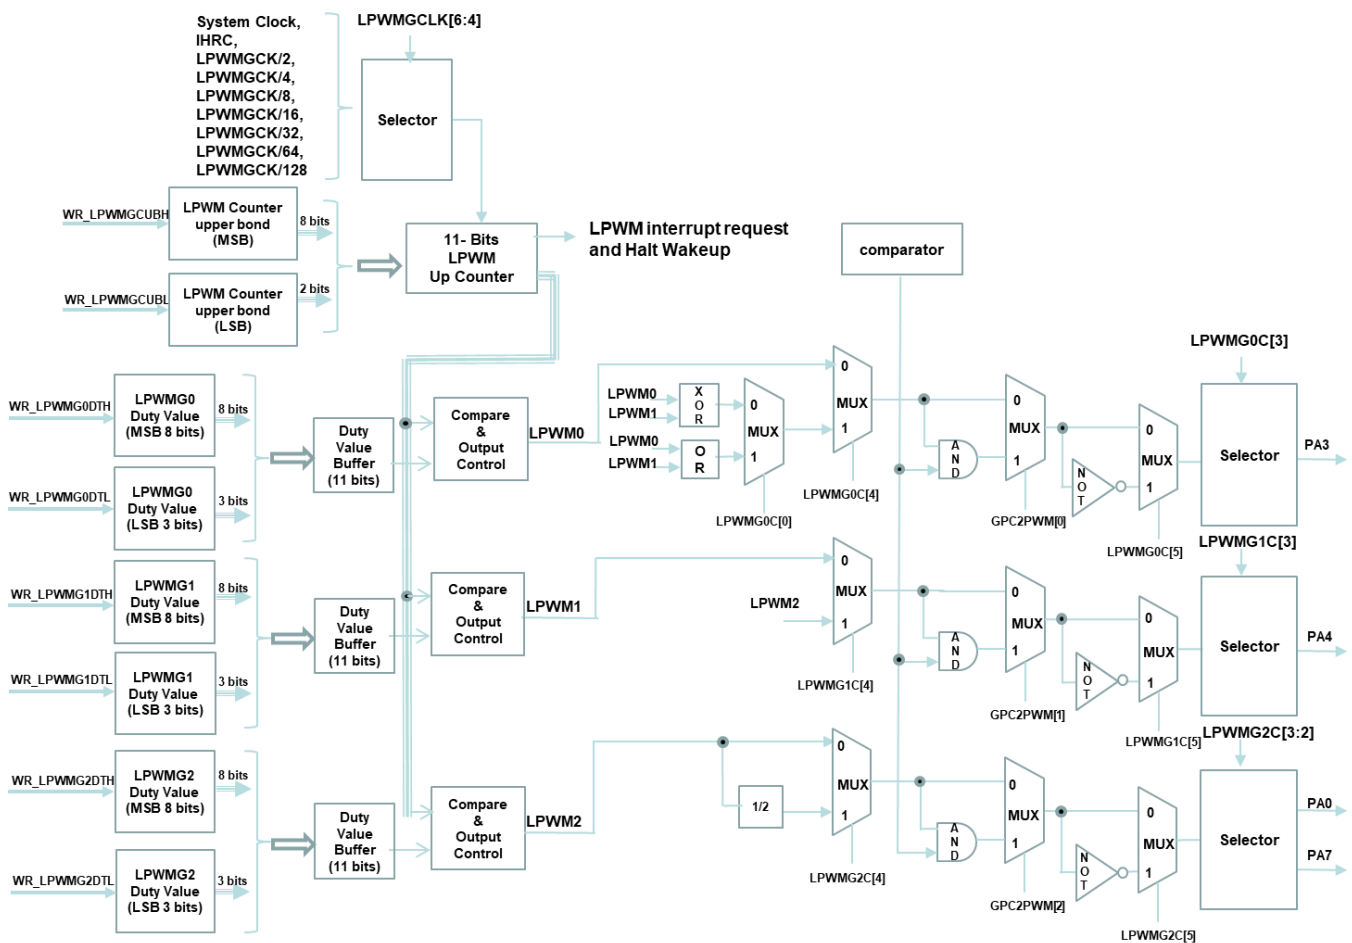 System Clock,
IHRC,
LPWMGCK/2,
LPWMGCK/4,
LPWMGCK/8,
LPWMGCK/16,
LPWMGCK/32,
LPWMGCK/64,
LPWMGCK/128
LPWMGCLK[6:4]
Selector
WR_LPWMGCUBH
LPWM Counter
upper bond
(MSB)
8 bits
WR_LPWMGCUBL
LPWM Counter
upper bond
(LSB)
2 bits
11- Bits
LPWM
Up Counter
LPWM interrupt request
and Halt Wakeup
comparator
WR_LPWMG0DTH
LPWMG0
Duty Value
(MSB 8 bits)
8 bits
WR_LPWMG0DTL
LPWMG0
Duty Value
(LSB 3 bits)
3 bits
Duty
Value
Buffer
(11 bits)
Compare
&
Output
Control
LPWM0
LPWM0
LPWM1
XOR
LPWM0
LPWM1
OR
0
MUX
1
LPWMG0C[0]
0
MUX
1
LPWMG0C[4]
AND
0
MUX
1
GPC2PWM[0]
NOT
0
MUX
1
LPWMG0C[5]
LPWMG0C[3]
Selector
PA3
WR_LPWMG1DTH
LPWMG1
Duty Value
(MSB 8 bits)
8 bits
WR_LPWMG1DTL
LPWMG1
Duty Value
(LSB 3 bits)
3 bits
Duty
Value
Buffer
(11 bits)
Compare
&
Output
Control
LPWM1
LPWM2
0
MUX
1
LPWMG1C[4]
AND
0
MUX
1
GPC2PWM[1]
NOT
0
MUX
1
LPWMG1C[5]
LPWMG1C[3]
Selector
PA4
WR_LPWMG2DTH
LPWMG2
Duty Value
(MSB 8 bits)
8 bits
WR_LPWMG2DTL
LPWMG2
Duty Value
(LSB 3 bits)
3 bits
Duty
Value
Buffer
(11 bits)
Compare
&
Output
Control
LPWM2
1/2
0
MUX
1
LPWMG2C[4]
AND
0
MUX
1
GPC2PWM[2]
NOT
0
MUX
1
LPWMG2C[5]
LPWMG2C[3:2]
Selector
PA0
PA7